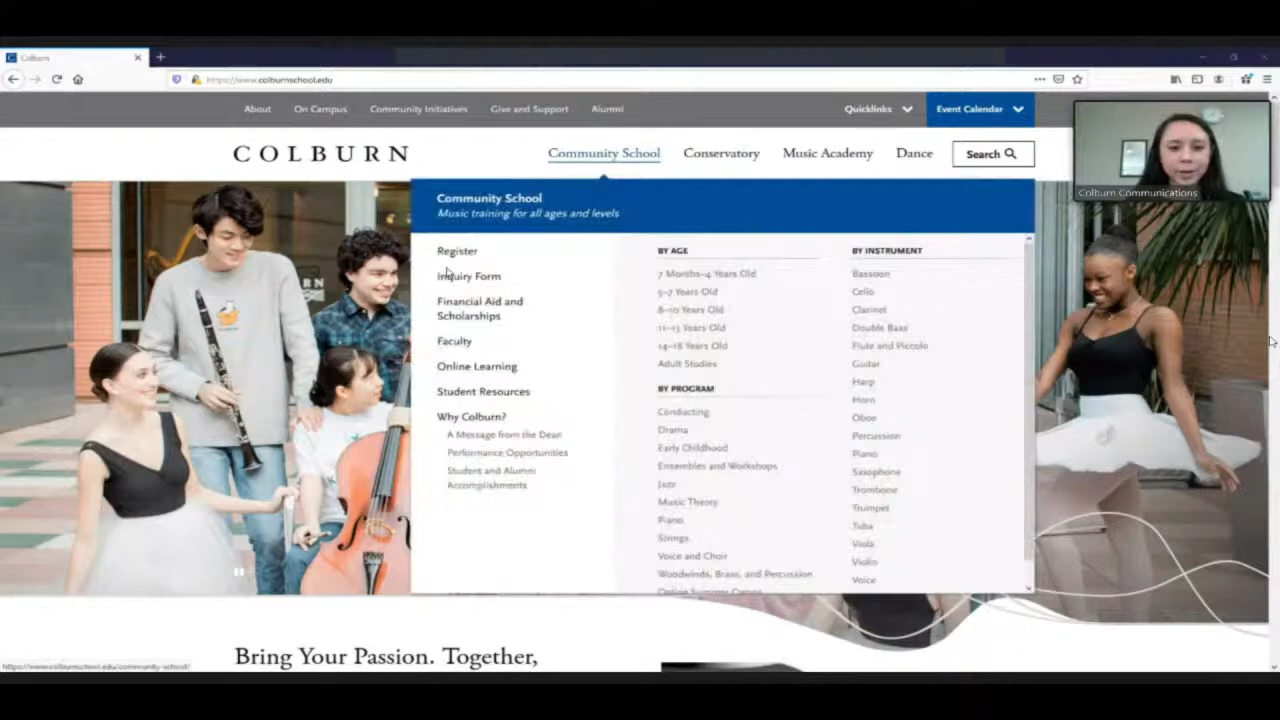 Colburn
https://www.colburnschool.edu
About
On Campus
Community Initiatives
Give and Support
Alumni
Quicklinks
Event Calendar
COLBURN
Community School
Conservatory
Music Academy
Dance
Search
Colburn Communications
Community School
Music training for all ages and levels
Register
Inquiry Form
Financial Aid and
Scholarships
Faculty
Online Learning
Student Resources
Why Colburn?
A Message from the Dean
Performance Opportunities
Student and Alumni
Accomplishments
BY AGE
7 Months–4 Years Old
5–7 Years Old
8–10 Years Old
11–13 Years Old
14–18 Years Old
Adult Studies
BY PROGRAM
Conducting
Drama
Early Childhood
Ensembles and Workshops
Jazz
Music Theory
Piano
Strings
Voice and Choir
Woodwinds, Brass, and Percussion
Online Summer Camps
BY INSTRUMENT
Bassoon
Cello
Clarinet
Double Bass
Flute and Piccolo
Guitar
Harp
Horn
Oboe
Percussion
Piano
Saxophone
Trombone
Trumpet
Tuba
Viola
Violin
Voice
Bring Your Passion. Together,
https://www.colburnschool.edu/community-school/